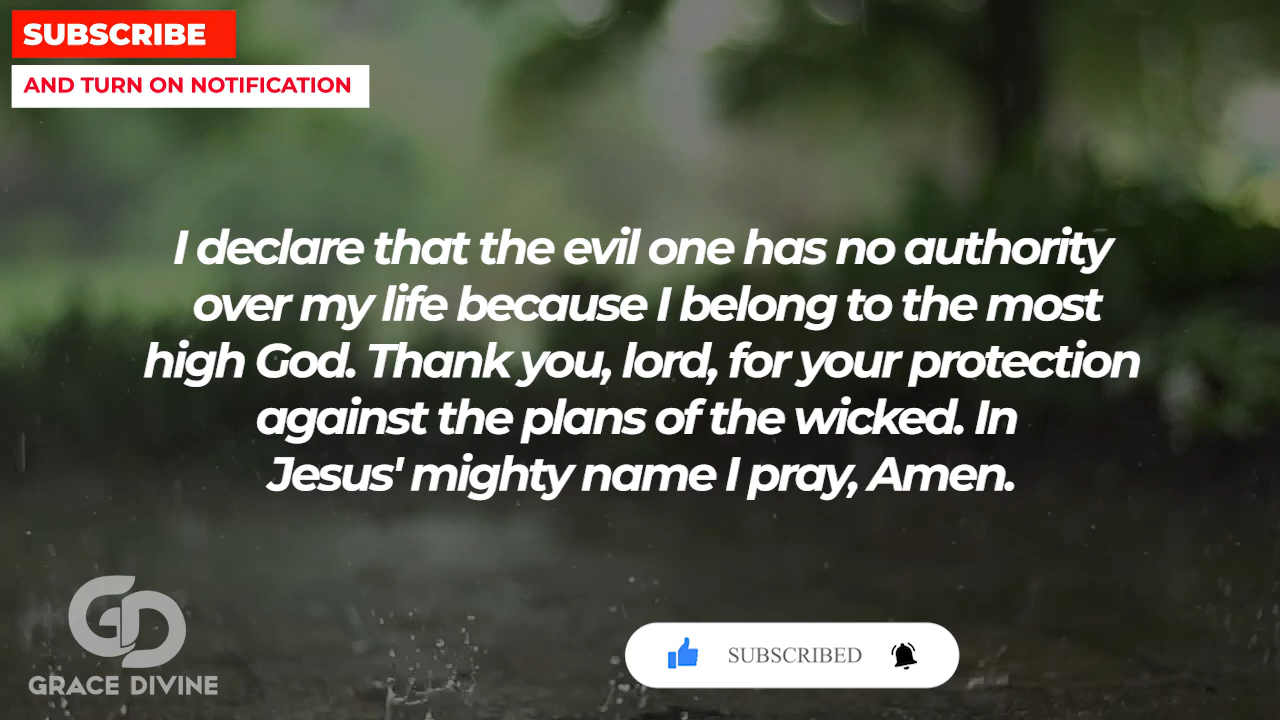 SUBSCRIBE
AND TURN ON NOTIFICATION
I declare that the evil one has no authority
over my life because I belong to the most
high God. Thank you, lord, for your protection
against the plans of the wicked. In
Jesus' mighty name I pray, Amen.
GD
GRACE DIVINE
SUBSCRIBED